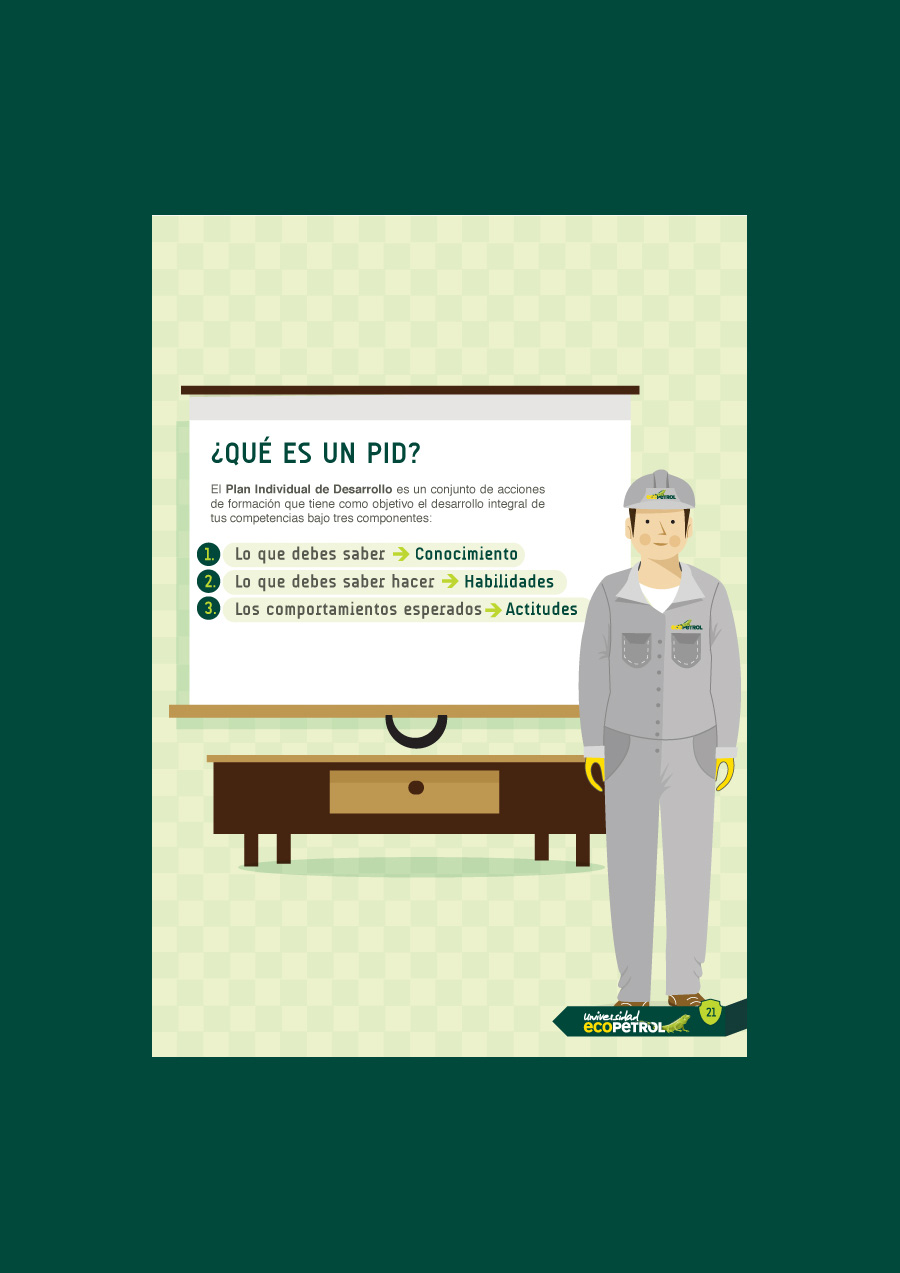 ¿QUÉ ES UN PID?
El Plan Individual de Desarrollo es un conjunto de acciones
de formación que tiene como objetivo el desarrollo integral de
tus competencias bajo tres componentes:
1. Lo que debes saber → Conocimiento
2. Lo que debes saber hacer → Habilidades
3. Los comportamientos esperados → Actitudes
ECOPETROL
ECOPETROL
universidad
ecoPETROL
21